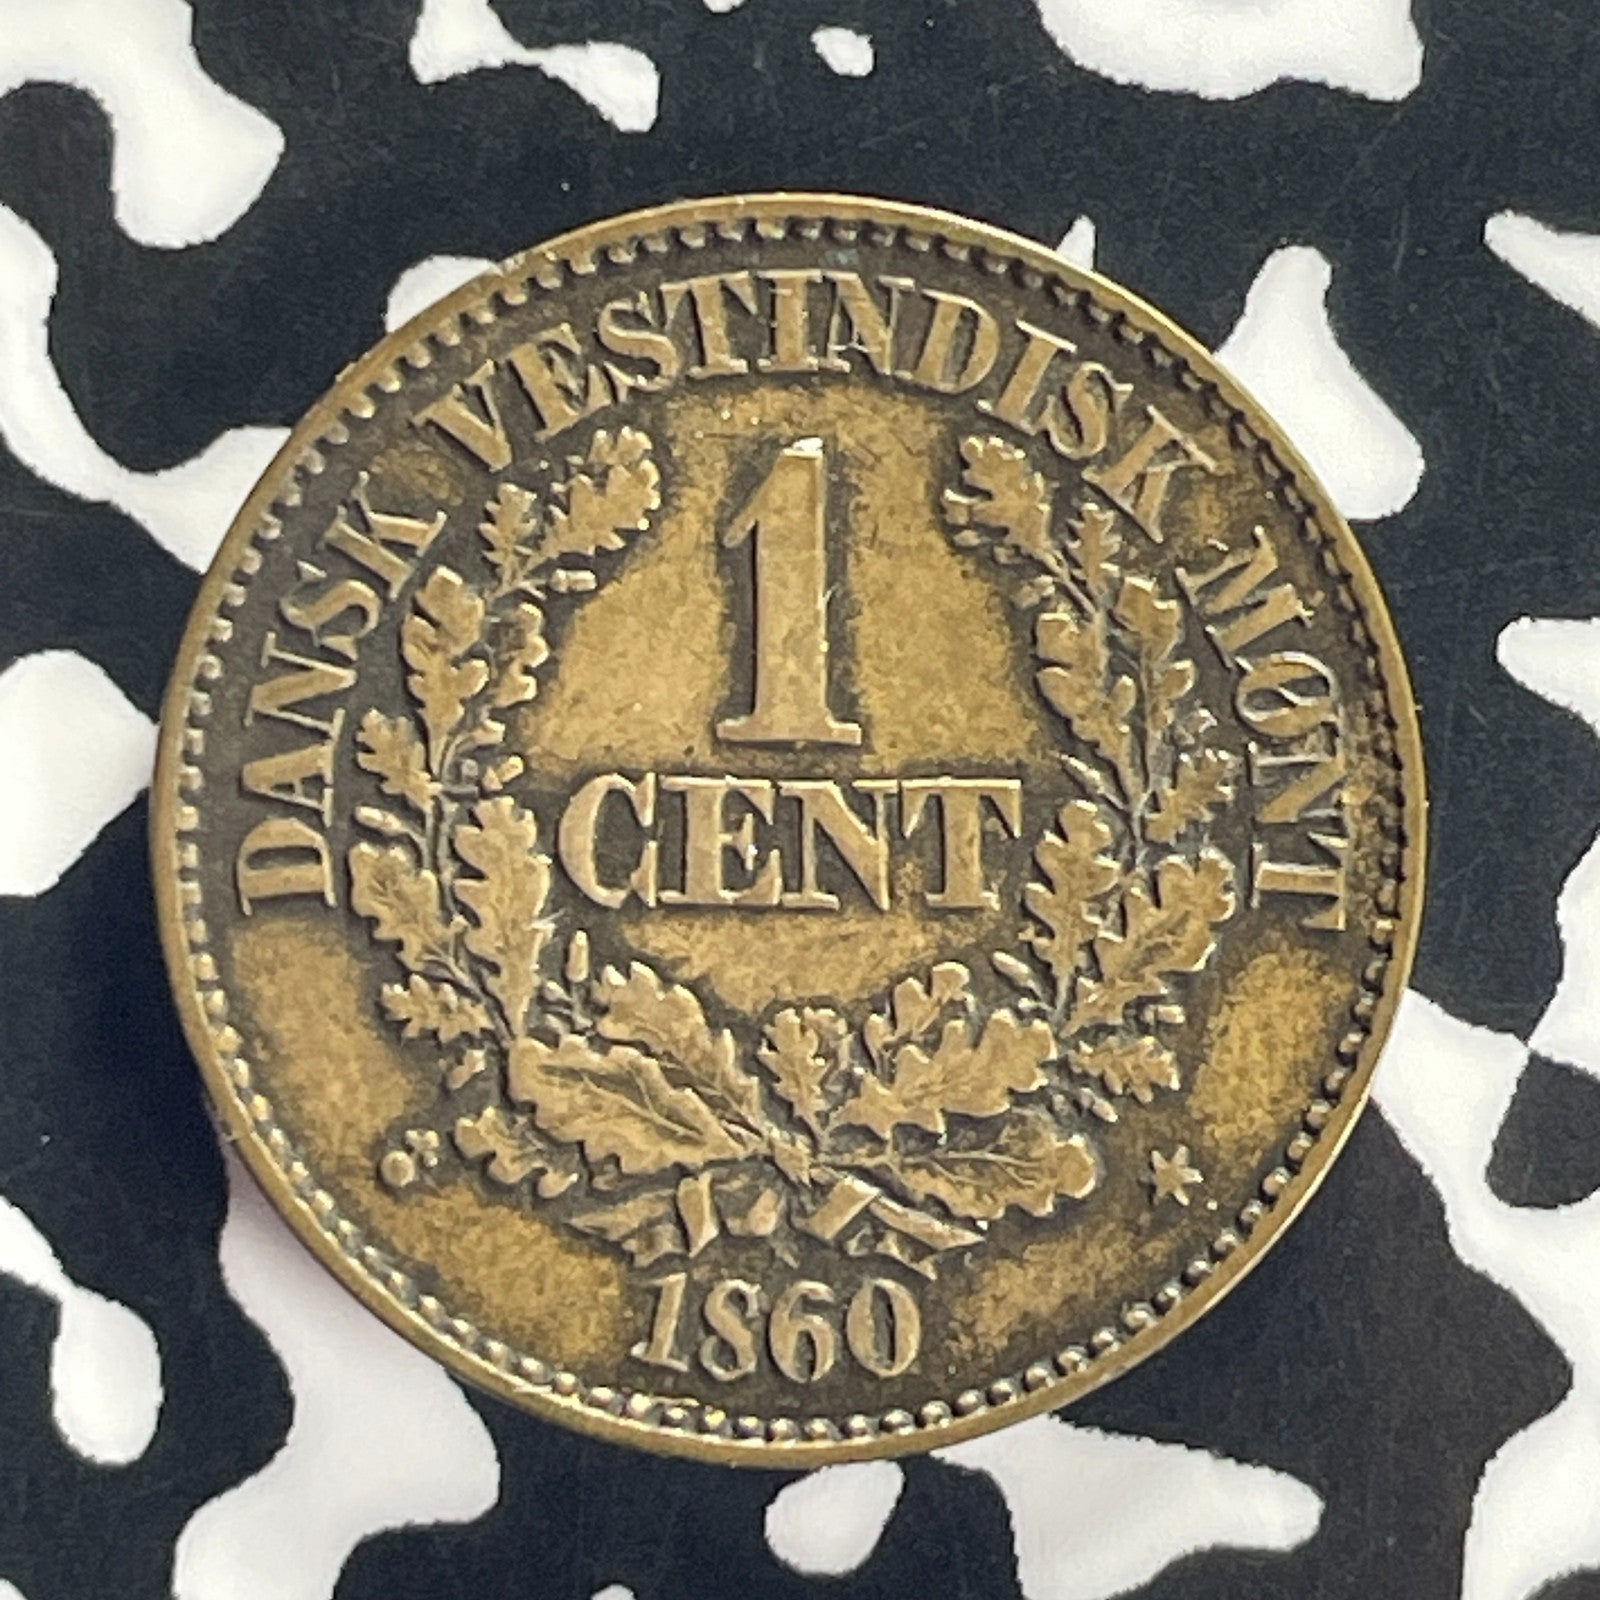 DANSK VESTINDISK MØNT
1
CENT
1860